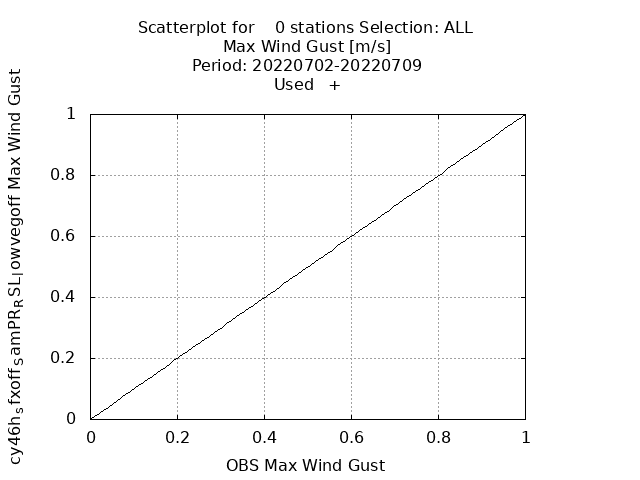 Scatterplot for    0 stations Selection: ALL
Max Wind Gust [m/s]
Period: 20220702-20220709
Used +
cy46h_sfxoff_SamPR_RSL|owvegoff Max Wind Gust
1
0.8
0.6
0.4
0.2
0
0 0.2 0.4 0.6 0.8 1
OBS Max Wind Gust